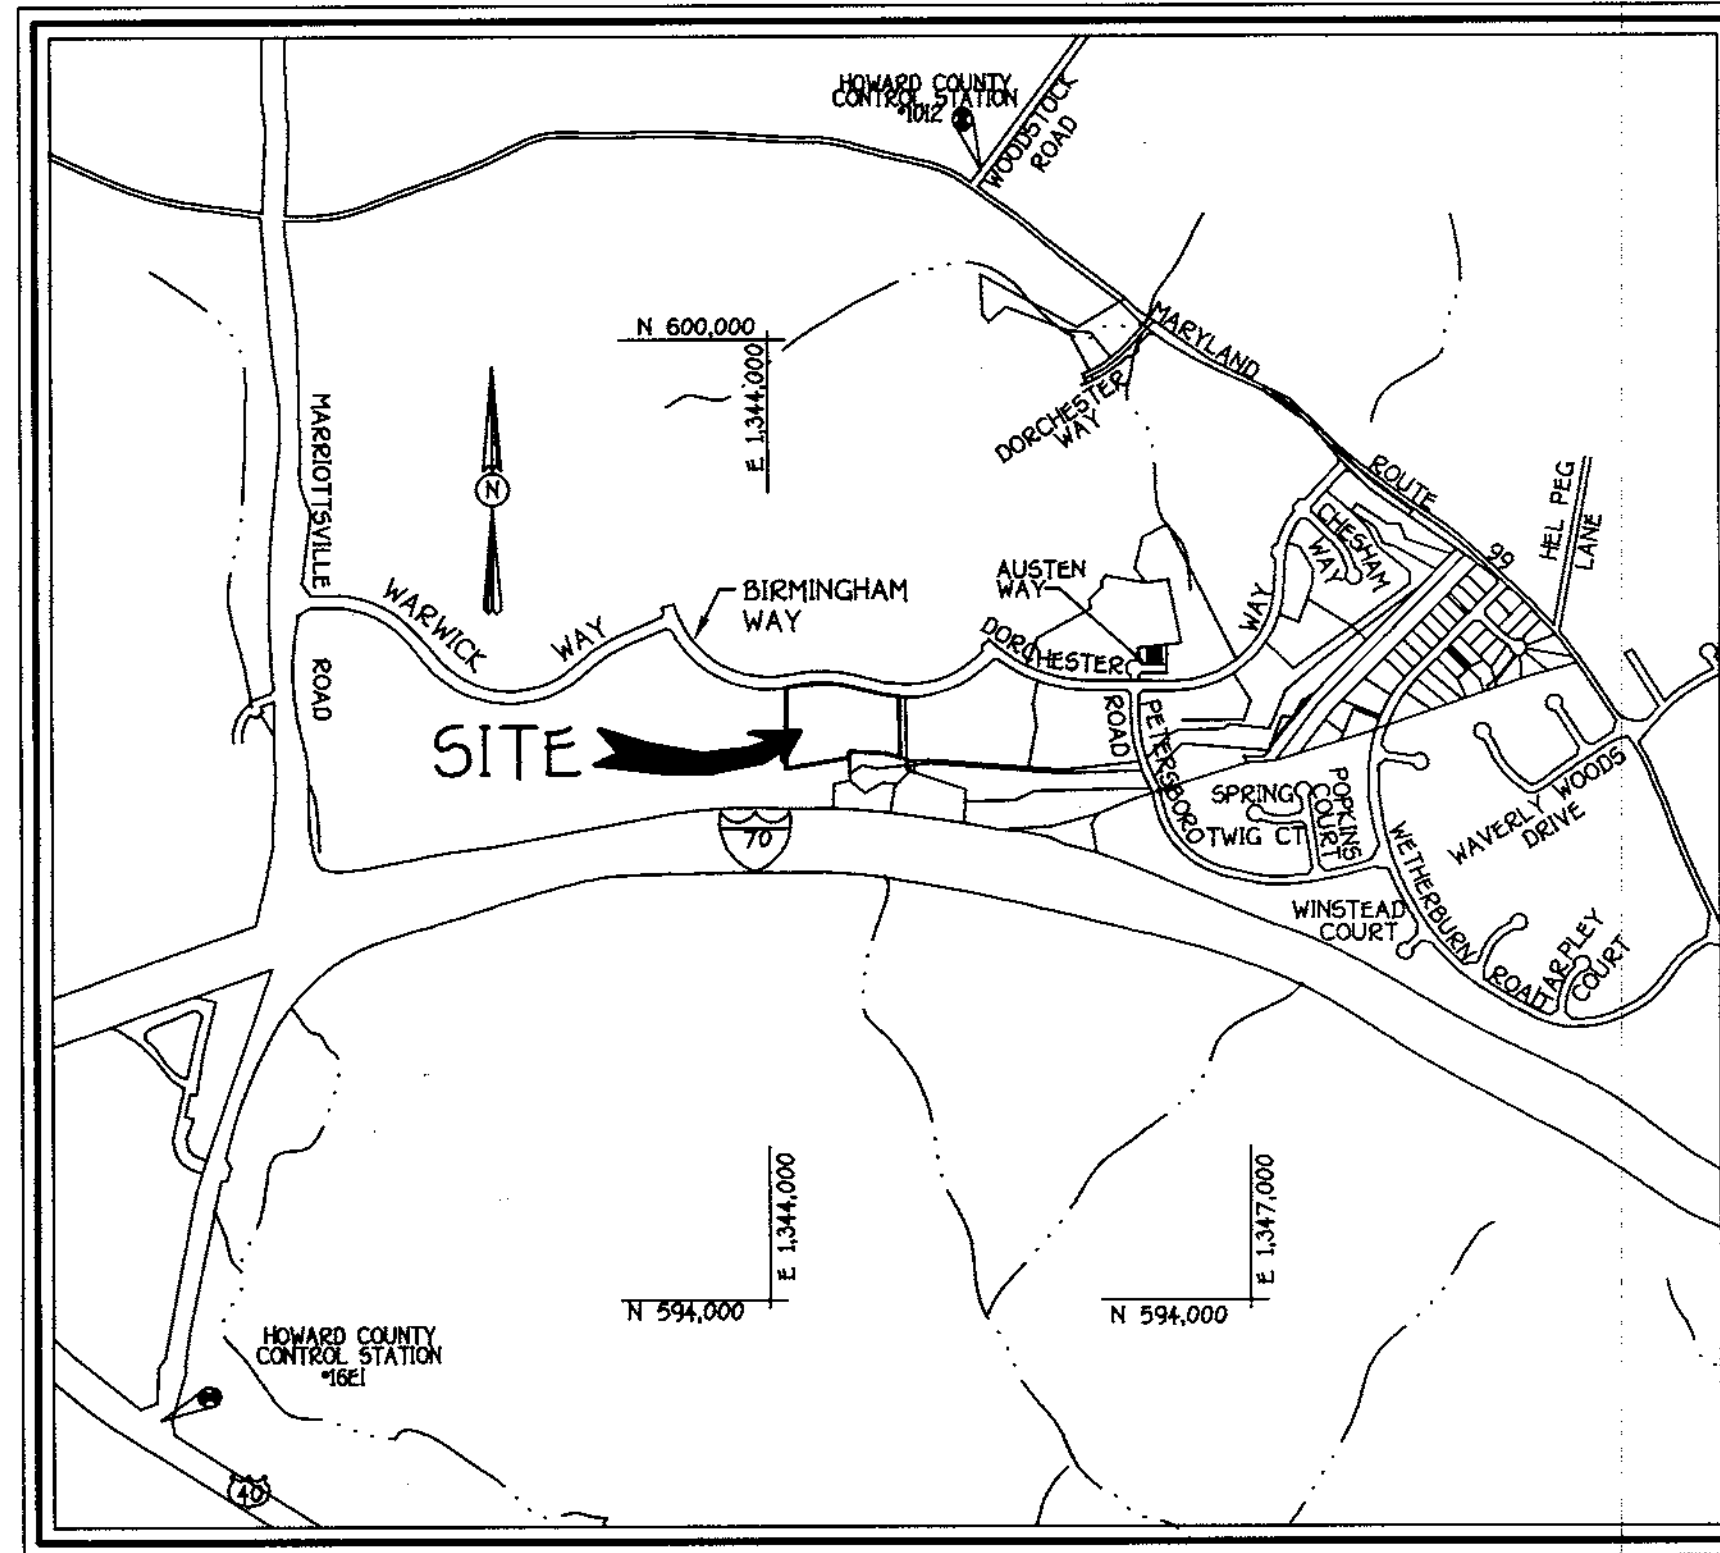 HOWARD COUNTY
CONTROL STATION
*1012
WOODSTOCK
ROAD
N 600,000
E 1,344,000
MARYLAND
ROUTE
99
DORCHESTER
WAY
HEL PEG
LANE
MARRIOTTSVILLE
ROAD
N
CHESHAM
WAY
AUSTEN
WAY
BIRMINGHAM
WAY
WARWICK
WAY
DORCHESTER
WAY
SITE
PETERSBORO
ROAD
SPRING
TWIG CT
POPKINS
COURT
WAVERLY WOODS
DRIVE
70
WETHERBURN
ROAD
WINSTEAD
COURT
TARPLEY
COURT
E 1,344,000
N 594,000
E 1,347,000
N 594,000
HOWARD COUNTY
CONTROL STATION
*16E1
40